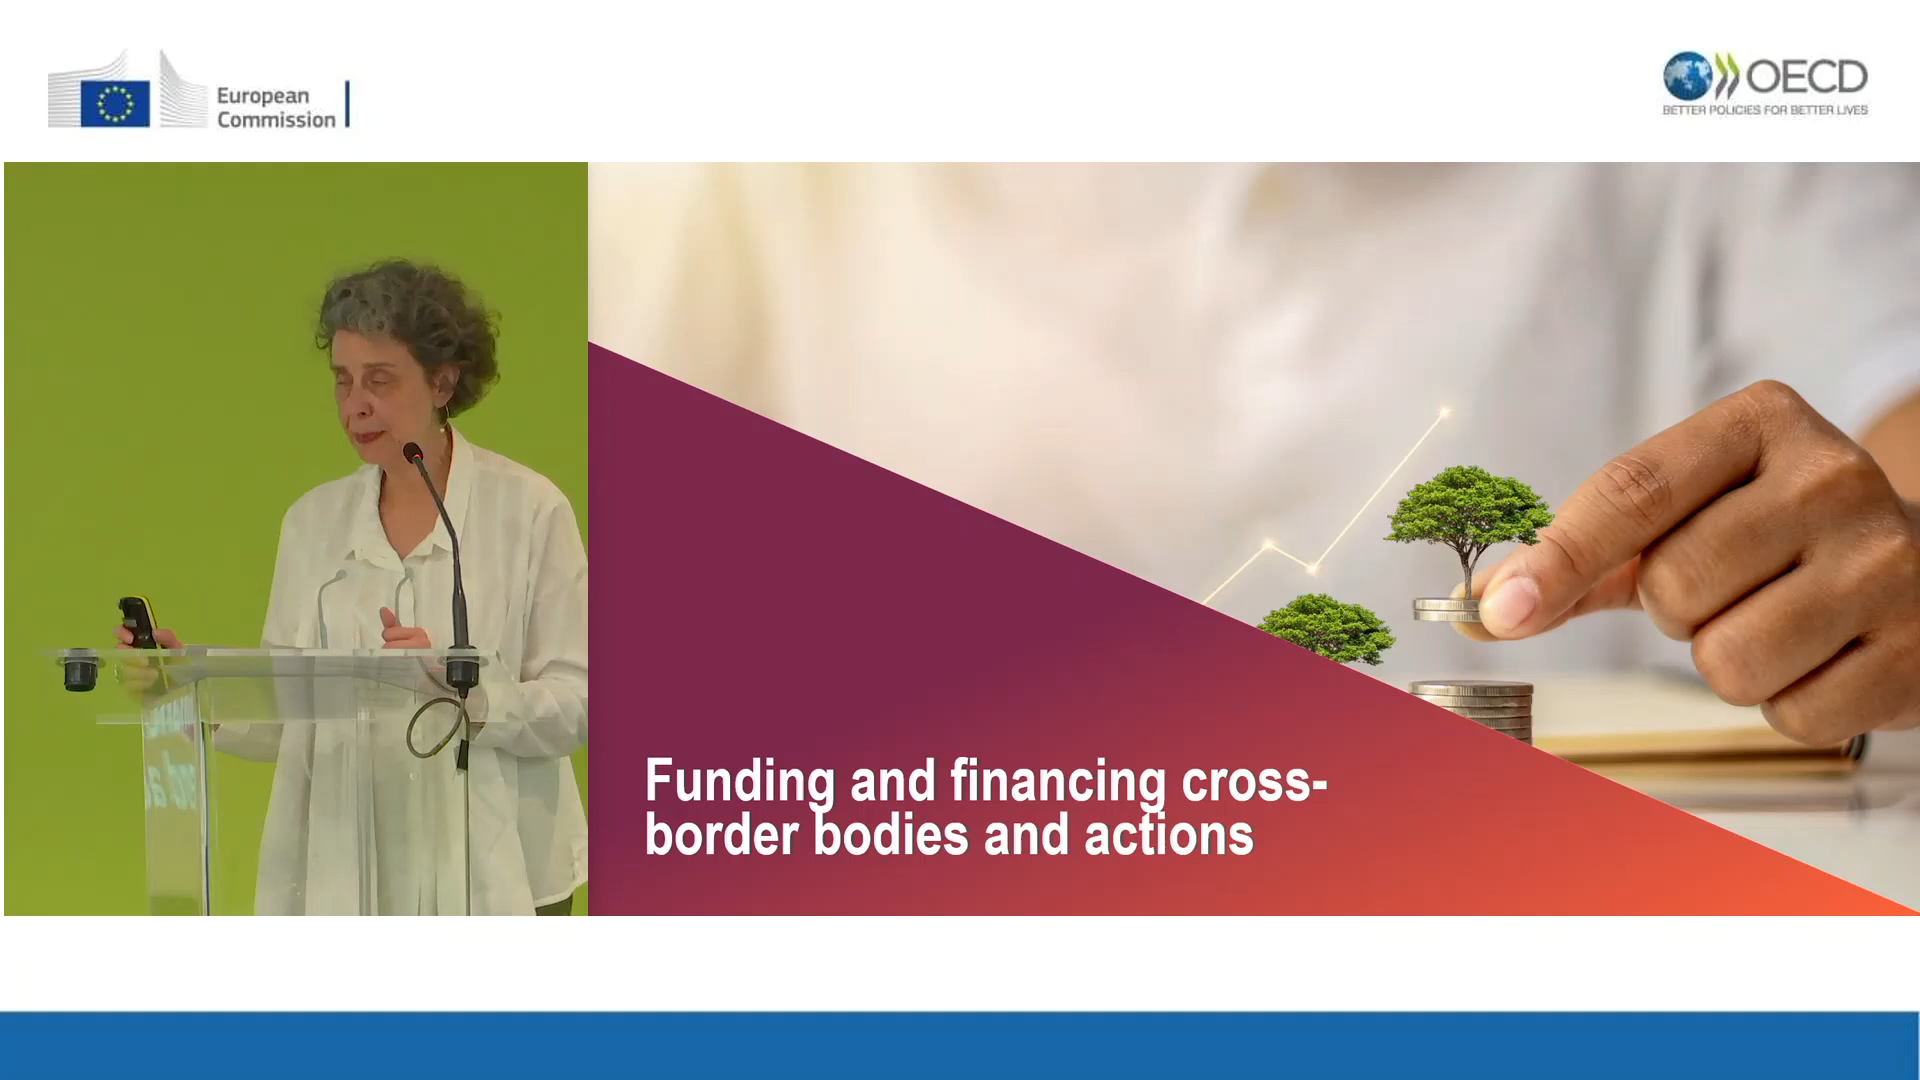 European
Commission
OECD
BETTER POLICIES FOR BETTER LIVES
Funding and financing cross-
border bodies and actions